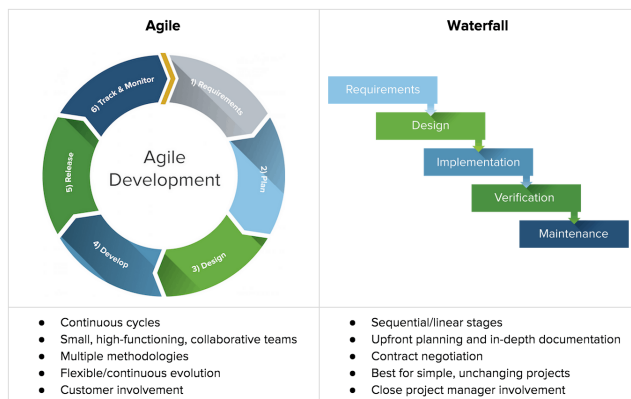 Agile
1) Requirements
2) Plan
3) Design
4) Develop
5) Release
6) Track & Monitor
Agile
Development
Continuous cycles
Small, high-functioning, collaborative teams
Multiple methodologies
Flexible/continuous evolution
Customer involvement
Waterfall
Requirements
Design
Implementation
Verification
Maintenance
Sequential/linear stages
Upfront planning and in-depth documentation
Contract negotiation
Best for simple, unchanging projects
Close project manager involvement